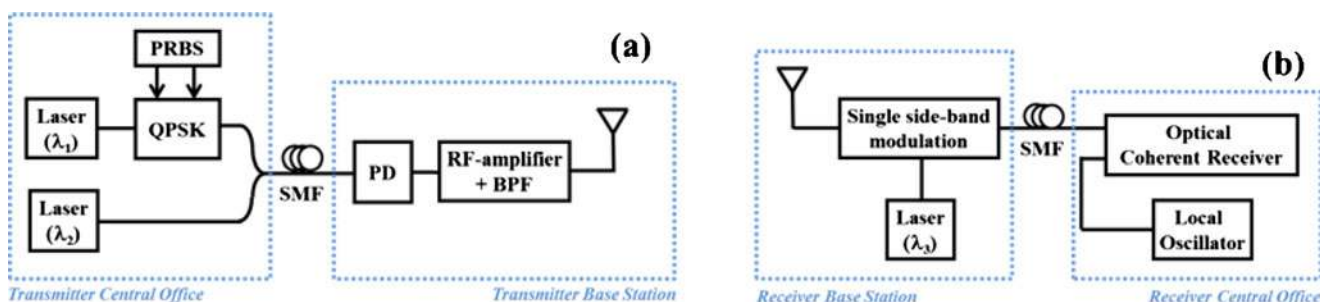 (a)
PRBS
Laser
(λ1)
QPSK
Laser
(λ2)
SMF
PD
RF-amplifier
+ BPF
Transmitter Central Office
Transmitter Base Station
(b)
Single side-band
modulation
SMF
Optical
Coherent Receiver
Laser
(λ3)
Local
Oscillator
Receiver Base Station
Receiver Central Office